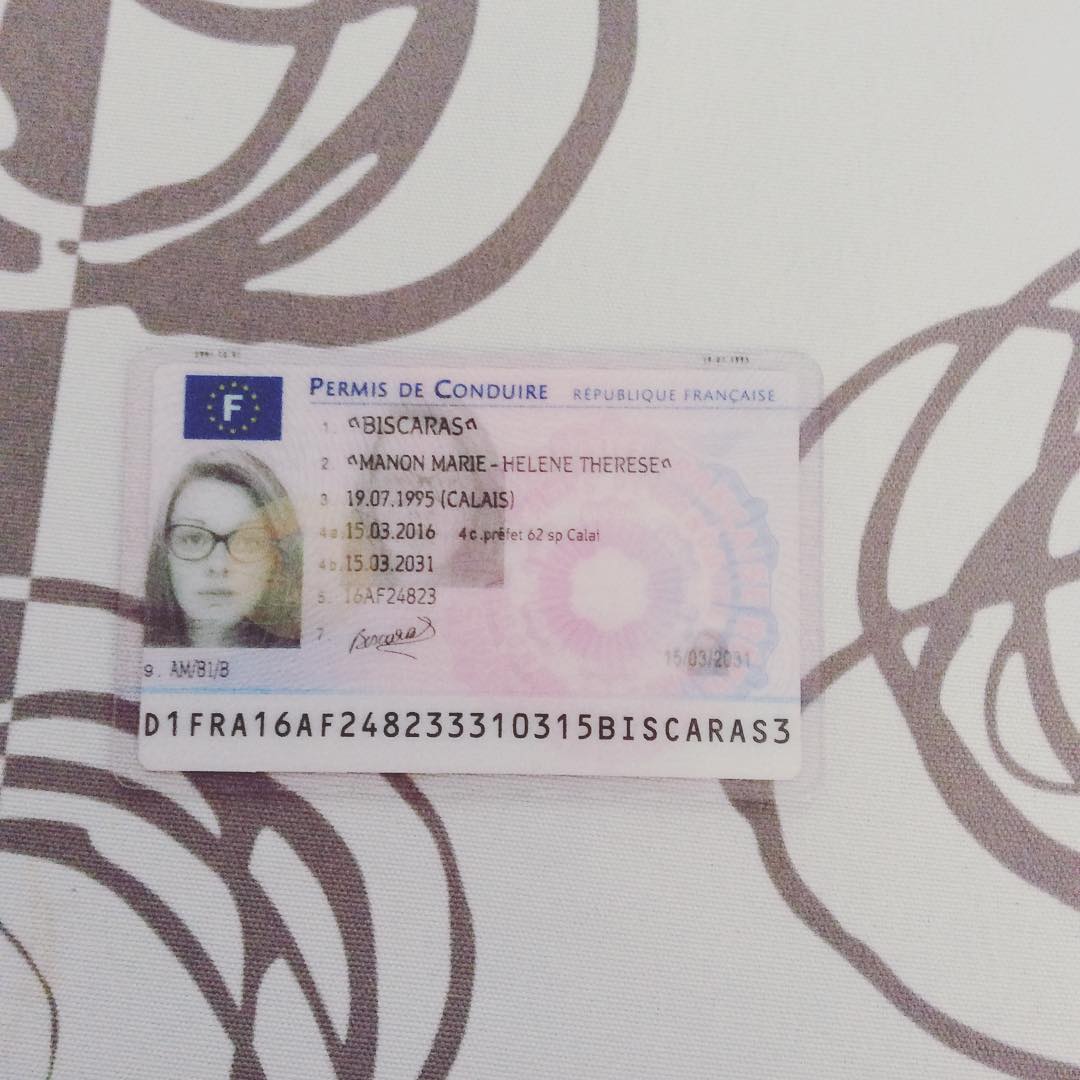 F
PERMIS DE CONDUIRE RÉPUBLIQUE FRANÇAISE
1. "BISCARAS"
2. "MANON MARIE-HELENE THERESE"
3. 19.07.1995 (CALAIS)
4a. 15.03.2016 4c. préfet 62 sp Calai
4b. 15.03.2031
5. 16AF24823
7. Biscaras
15/03/2031
9. AM/B1/B
D1FRA16AF248233310315BISCARAS3